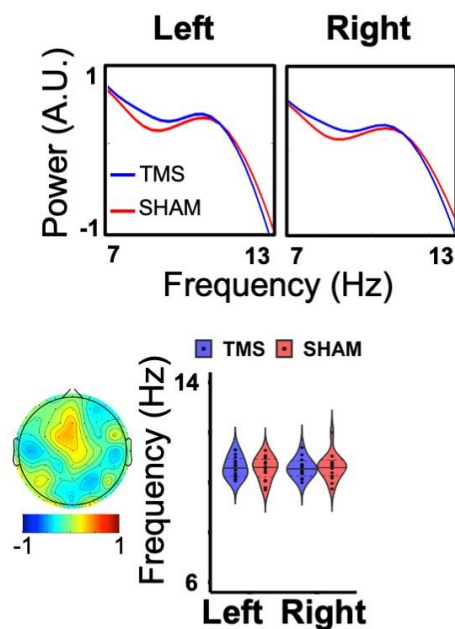 Left Right
1
Power (A.U.)
TMS
SHAM
-1
7 13 7 13
Frequency (Hz)
TMS SHAM
14
Frequency (Hz)
-1 1
6
Left Right